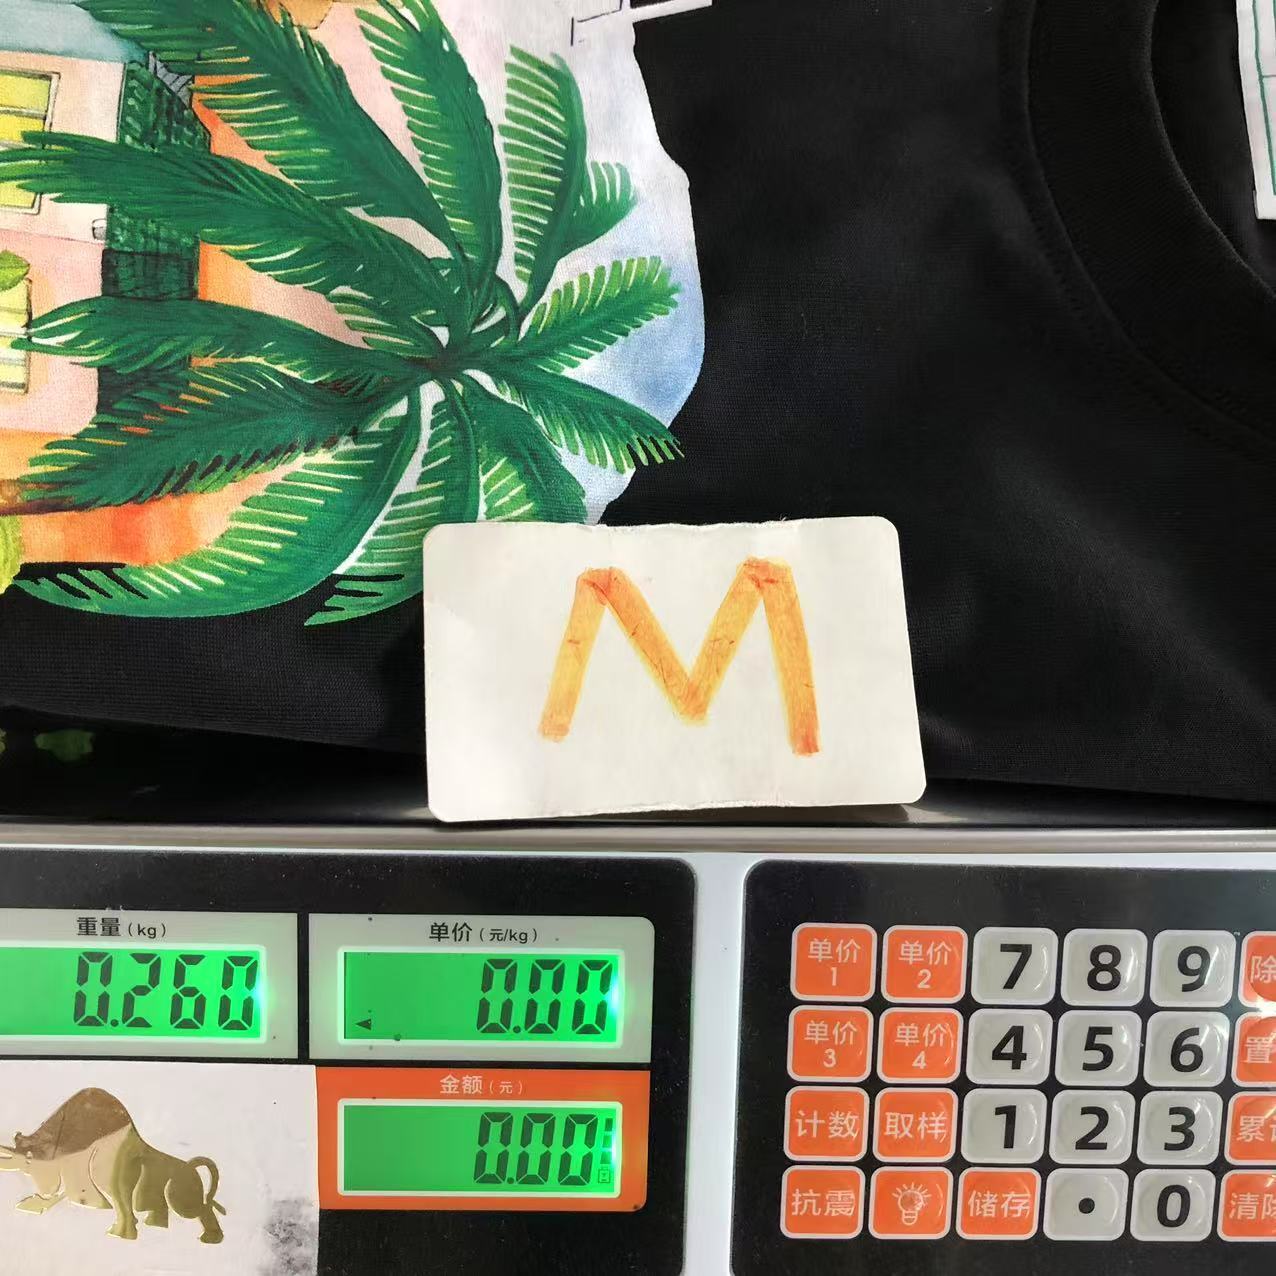 M
重量(kg)
0.260
单价(元/kg)
0.00
金额(元)
0.00
单价1
单价2
7
8
9
除
单价3
单价4
4
5
6
置
计数
取样
1
2
3
累
抗震
储存
.
0
清除